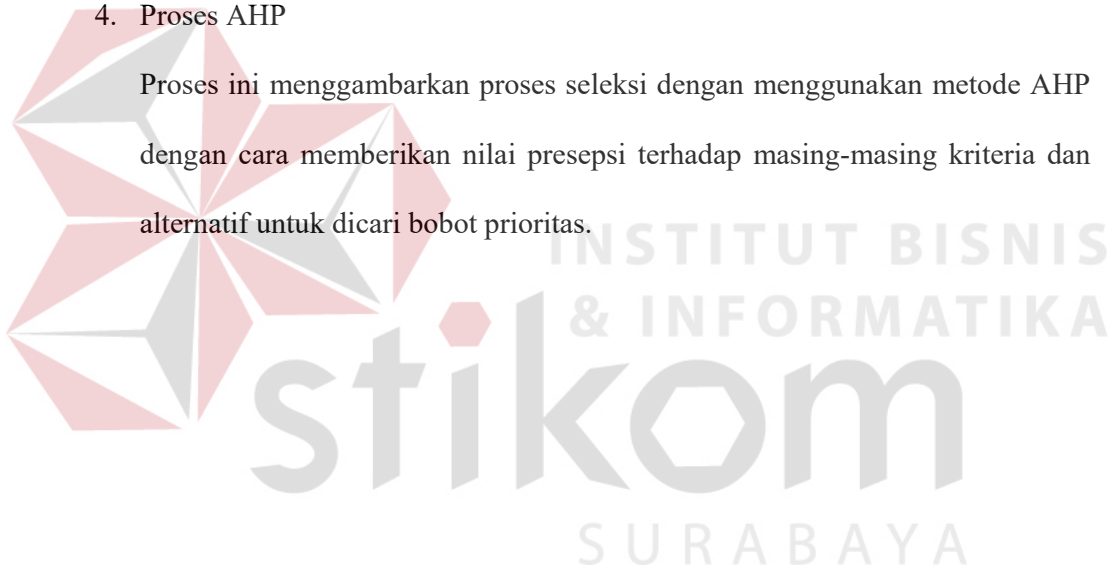 4. Proses AHP
Proses ini menggambarkan proses seleksi dengan menggunakan metode AHP
dengan cara memberikan nilai presepsi terhadap masing-masing kriteria dan
alternatif untuk dicari bobot prioritas.
INSTITUT BISNIS
& INFORMATIKA
stikom
SURABAYA